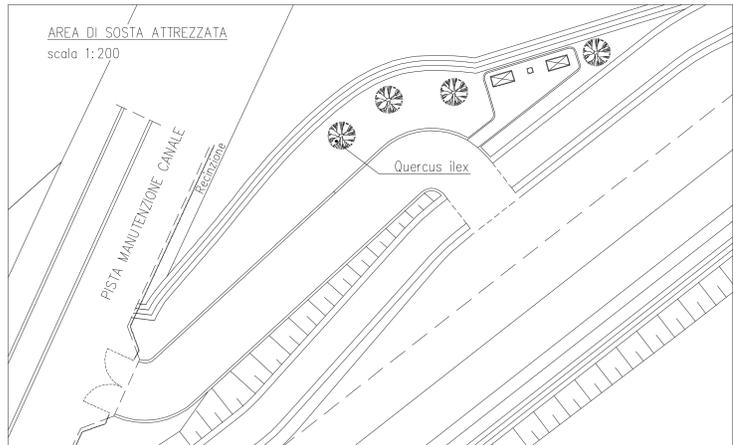 AREA DI SOSTA ATTREZZATA
scala 1:200
PISTA MANUTENZIONE CANALE
Recinzione
Quercus ilex